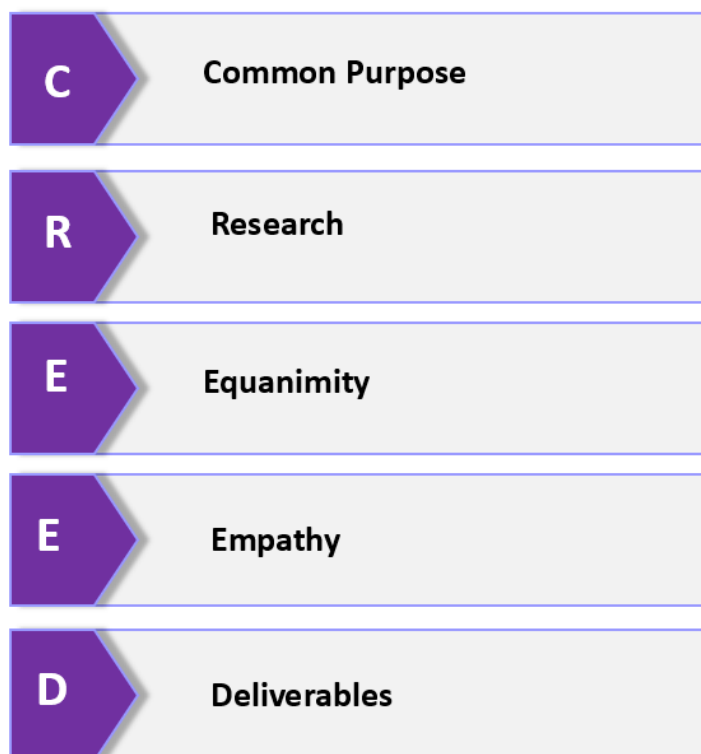 C Common Purpose
R Research
E Equanimity
E Empathy
D Deliverables